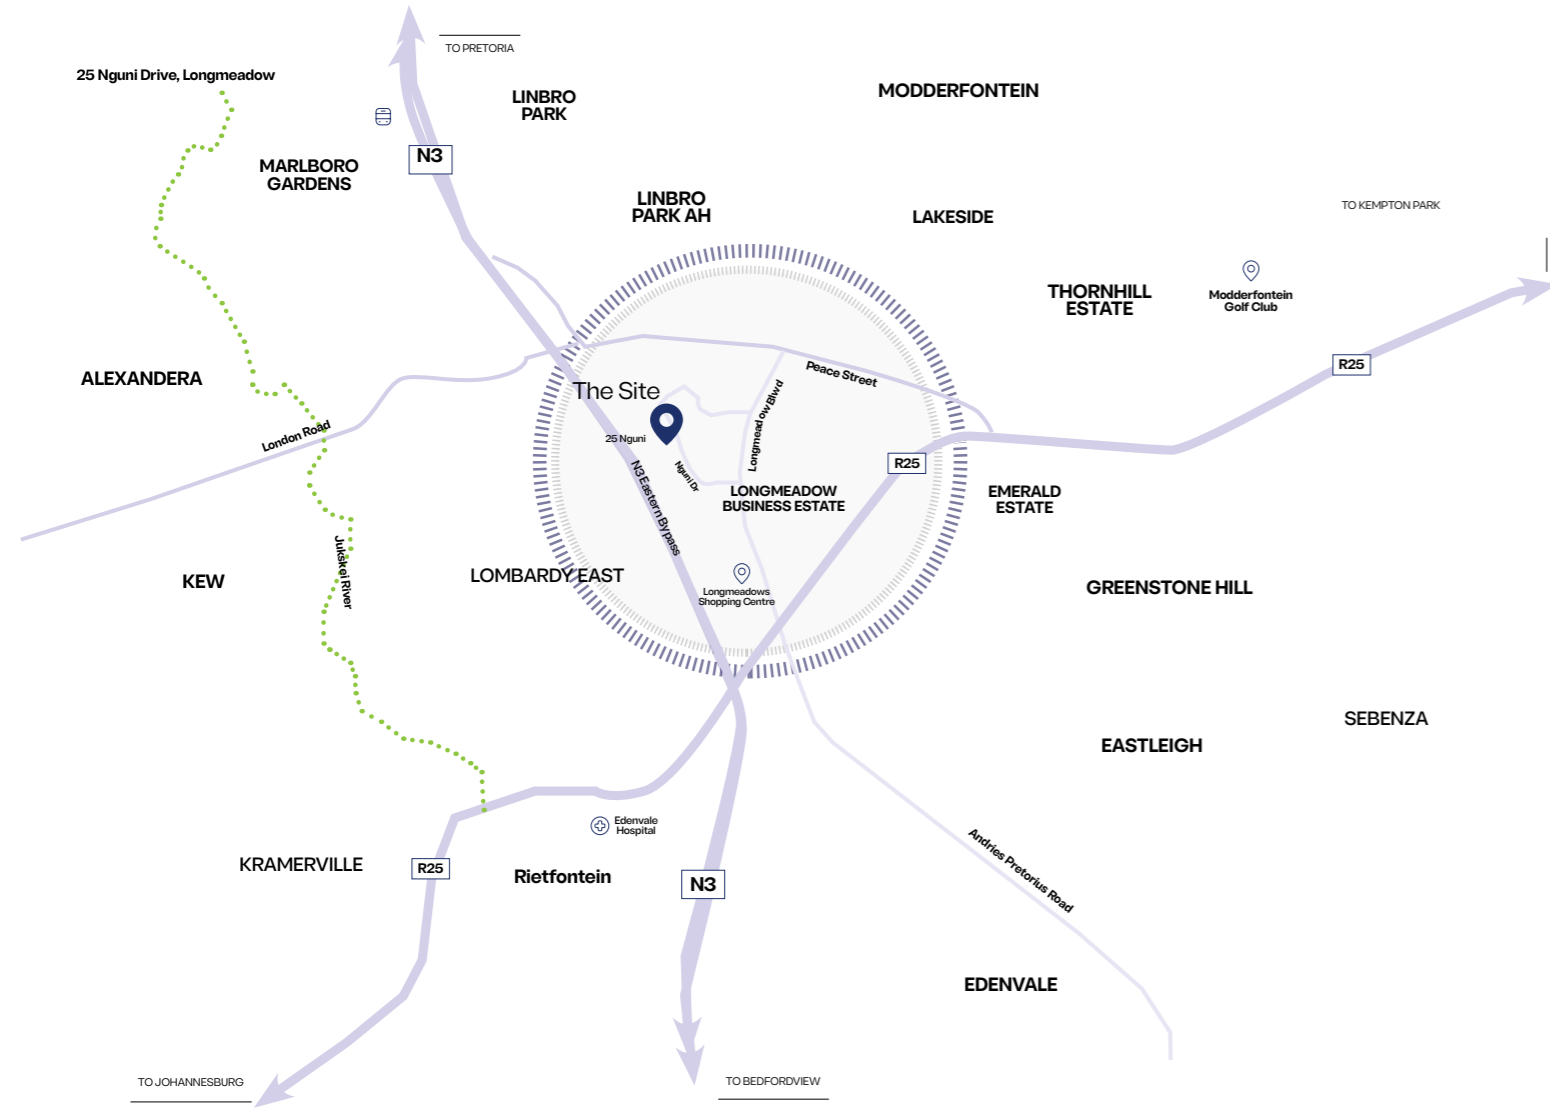 TO PRETORIA
25 Nguni Drive, Longmeadow
LINBRO
PARK
MODDERFONTEIN
N3
MARLBORO
GARDENS
LINBRO
PARK AH
LAKESIDE
TO KEMPTON PARK
THORNHILL
ESTATE
Modderfontein
Golf Club
ALEXANDERA
The Site
Peace Street
R25
London Road
25 Nguni
Longmeadow Blwd
Nguni Dr
N3 Eastern Bypass
R25
LONGMEADOW
BUSINESS ESTATE
EMERALD
ESTATE
Jukskei River
KEW
LOMBARDY EAST
Longmeadows
Shopping Centre
GREENSTONE HILL
SEBENZA
EASTLEIGH
Edenvale
Hospital
Andries Pretorius Road
KRAMERVILLE
R25
Rietfontein
N3
EDENVALE
TO JOHANNESBURG
TO BEDFORDVIEW